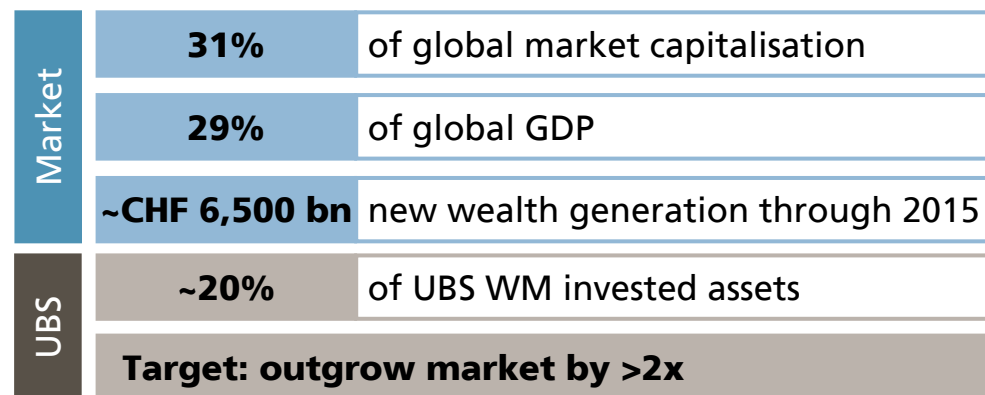 Market
31% of global market capitalisation
29% of global GDP
~CHF 6,500 bn new wealth generation through 2015
UBS
~20% of UBS WM invested assets
Target: outgrow market by >2x